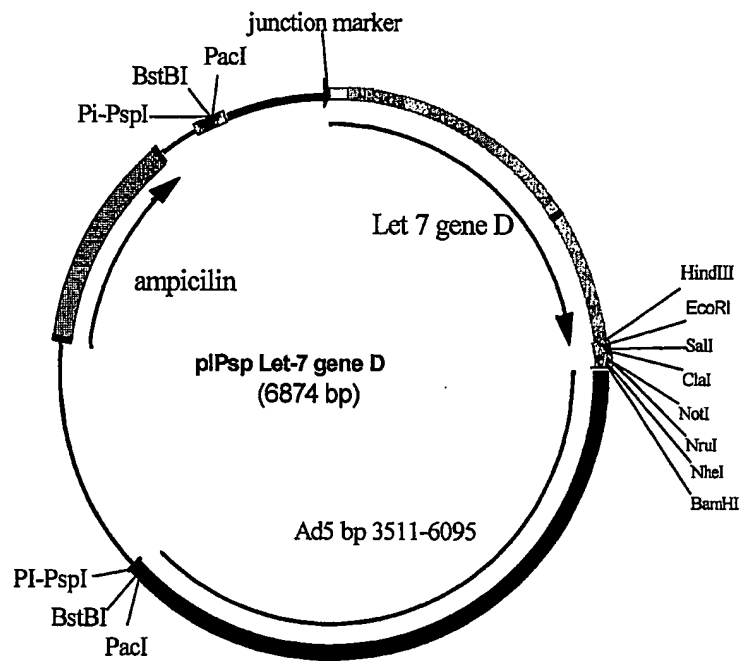 junction marker
PacI
BstBI
Pi-PspI
Let 7 gene D
ampicilin
HindIII
EcoRI
SalI
ClaI
NotI
NruI
NheI
BamHI
pIPsp Let-7 gene D
(6874 bp)
Ad5 bp 3511-6095
PI-PspI
BstBI
PacI